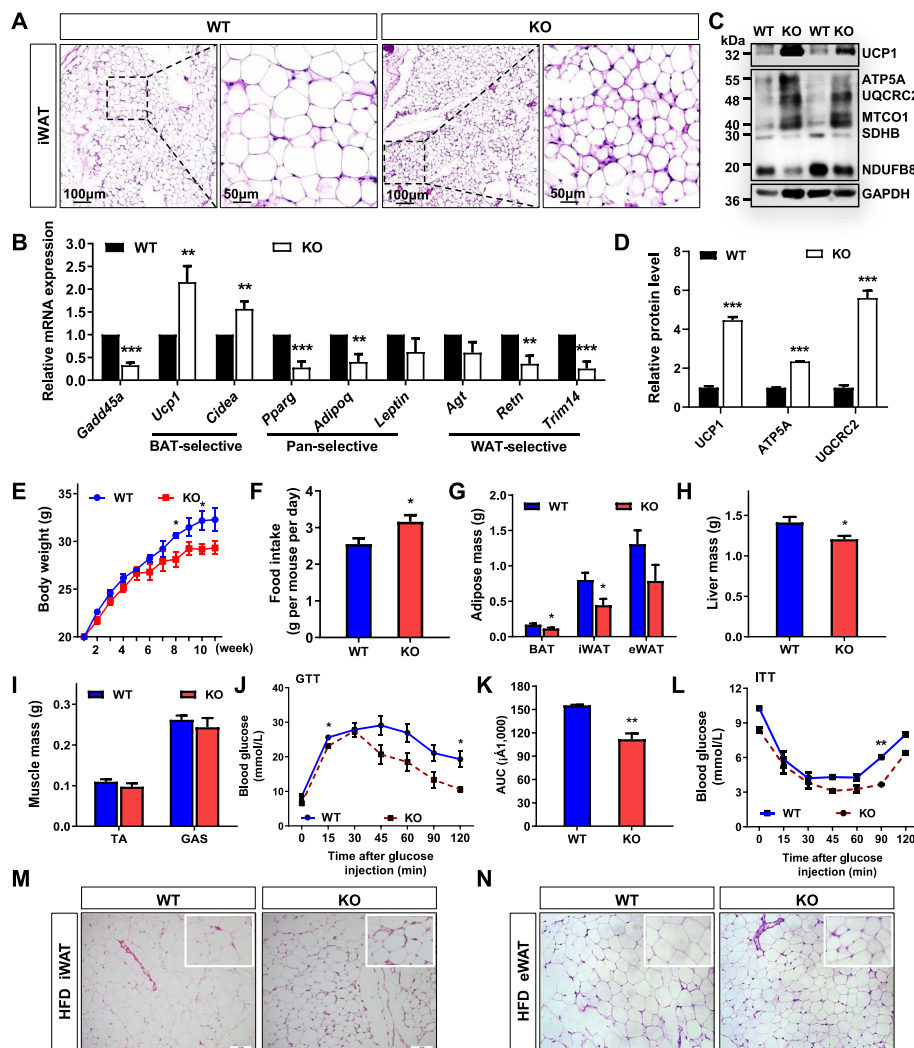 A
WT
KO
iWAT
100μm
50μm
100μm
50μm
C
WT KO WT KO
kDa
32
UCP1
55
ATP5A
48
UQCRC2
40
MTCO1
30
SDHB
20
NDUFB8
36
GAPDH
B
WT KO
Relative mRNA expression
3.0
2.5
2.0
1.5
1.0
0.5
0.0
*** ** ** *** ** ** ***
Gadd45a Ucp1 Cidea Pparg Adipoq Leptin Agt Retn Trim14
BAT-selective Pan-selective WAT-selective
D
WT KO
Relative protein level
8
6
4
2
0
*** *** ***
UCP1 ATP5A UQCRC2
E
WT KO
Body weight (g)
35
30
25
20
* *
2 4 6 8 10 (week)
F
Food intake
(g per mouse per day)
4
3
2
1
0
*
WT KO
G
WT KO
Adipose mass (g)
2.0
1.5
1.0
0.5
0.0
* *
BAT iWAT eWAT
H
Liver mass (g)
1.5
1.0
0.5
0.0
*
WT KO
I
WT KO
Muscle mass (g)
0.3
0.2
0.1
0.0
TA GAS
J
GTT
Blood glucose
(mmol/L)
40
30
20
10
0
* *
WT KO
0 15 30 45 60 90 120
Time after glucose
injection (min)
K
AUC (μÅ1,000)
200
150
100
50
0
**
WT KO
L
ITT
Blood glucose
(mmol/L)
12
9
6
3
0
**
WT KO
0 15 30 45 60 90 120
Time after glucose
injection (min)
M
WT
KO
HFD iWAT
N
WT
KO
HFD eWAT